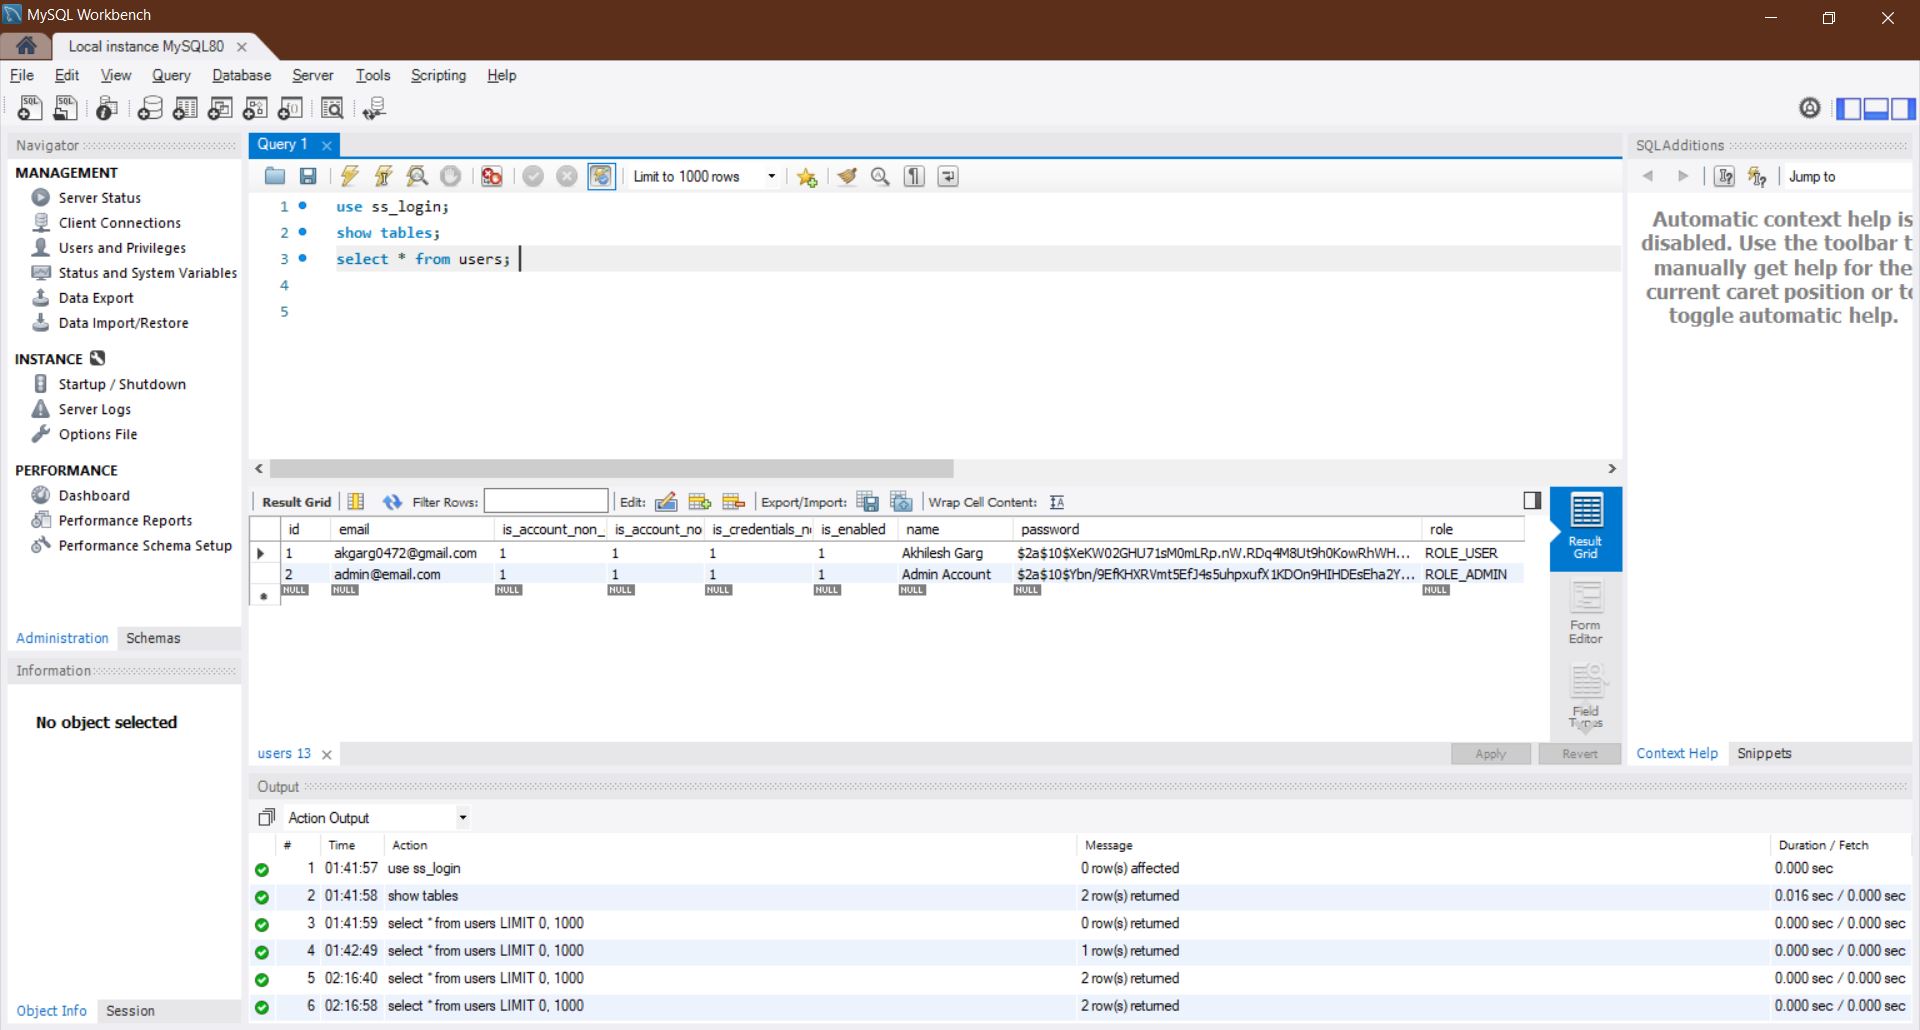 MySQL Workbench
Local instance MySQL80
File Edit View Query Database Server Tools Scripting Help
Navigator
MANAGEMENT
Server Status
Client Connections
Users and Privileges
Status and System Variables
Data Export
Data Import/Restore
INSTANCE
Startup / Shutdown
Server Logs
Options File
PERFORMANCE
Dashboard
Performance Reports
Performance Schema Setup
Administration Schemas
Information
No object selected
Object Info Session
Query 1
Limit to 1000 rows
1 use ss_login;
2 show tables;
3 select * from users;
4
5
Result Grid Filter Rows: Edit: Export/Import: Wrap Cell Content:
id email is_account_non_ is_account_no is_credentials_n is_enabled name password role
1 akgarg0472@gmail.com 1 1 1 1 Akhilesh Garg $2a$10$XeKW02GHU71sM0mLRp.nW.RDq4M8Ut9h0KowRhWH... ROLE_USER
2 admin@email.com 1 1 1 1 Admin Account $2a$10$Ybn/9EfKHXRVmt5EfJ4s5uhpxufX1KDOn9HIHDEsEha2Y... ROLE_ADMIN
NULL NULL NULL NULL NULL NULL NULL NULL NULL
Result
Grid
Form
Editor
Field
Types
users 13
Apply Revert
SQLAdditions
Jump to
Automatic context help is
disabled. Use the toolbar t
manually get help for the
current caret position or to
toggle automatic help.
Context Help Snippets
Output
Action Output
# Time Action Message Duration / Fetch
1 01:41:57 use ss_login 0 row(s) affected 0.000 sec
2 01:41:58 show tables 2 row(s) returned 0.016 sec / 0.000 sec
3 01:41:59 select * from users LIMIT 0, 1000 0 row(s) returned 0.000 sec / 0.000 sec
4 01:42:49 select * from users LIMIT 0, 1000 1 row(s) returned 0.000 sec / 0.000 sec
5 02:16:40 select * from users LIMIT 0, 1000 2 row(s) returned 0.000 sec / 0.000 sec
6 02:16:58 select * from users LIMIT 0, 1000 2 row(s) returned 0.000 sec / 0.000 sec